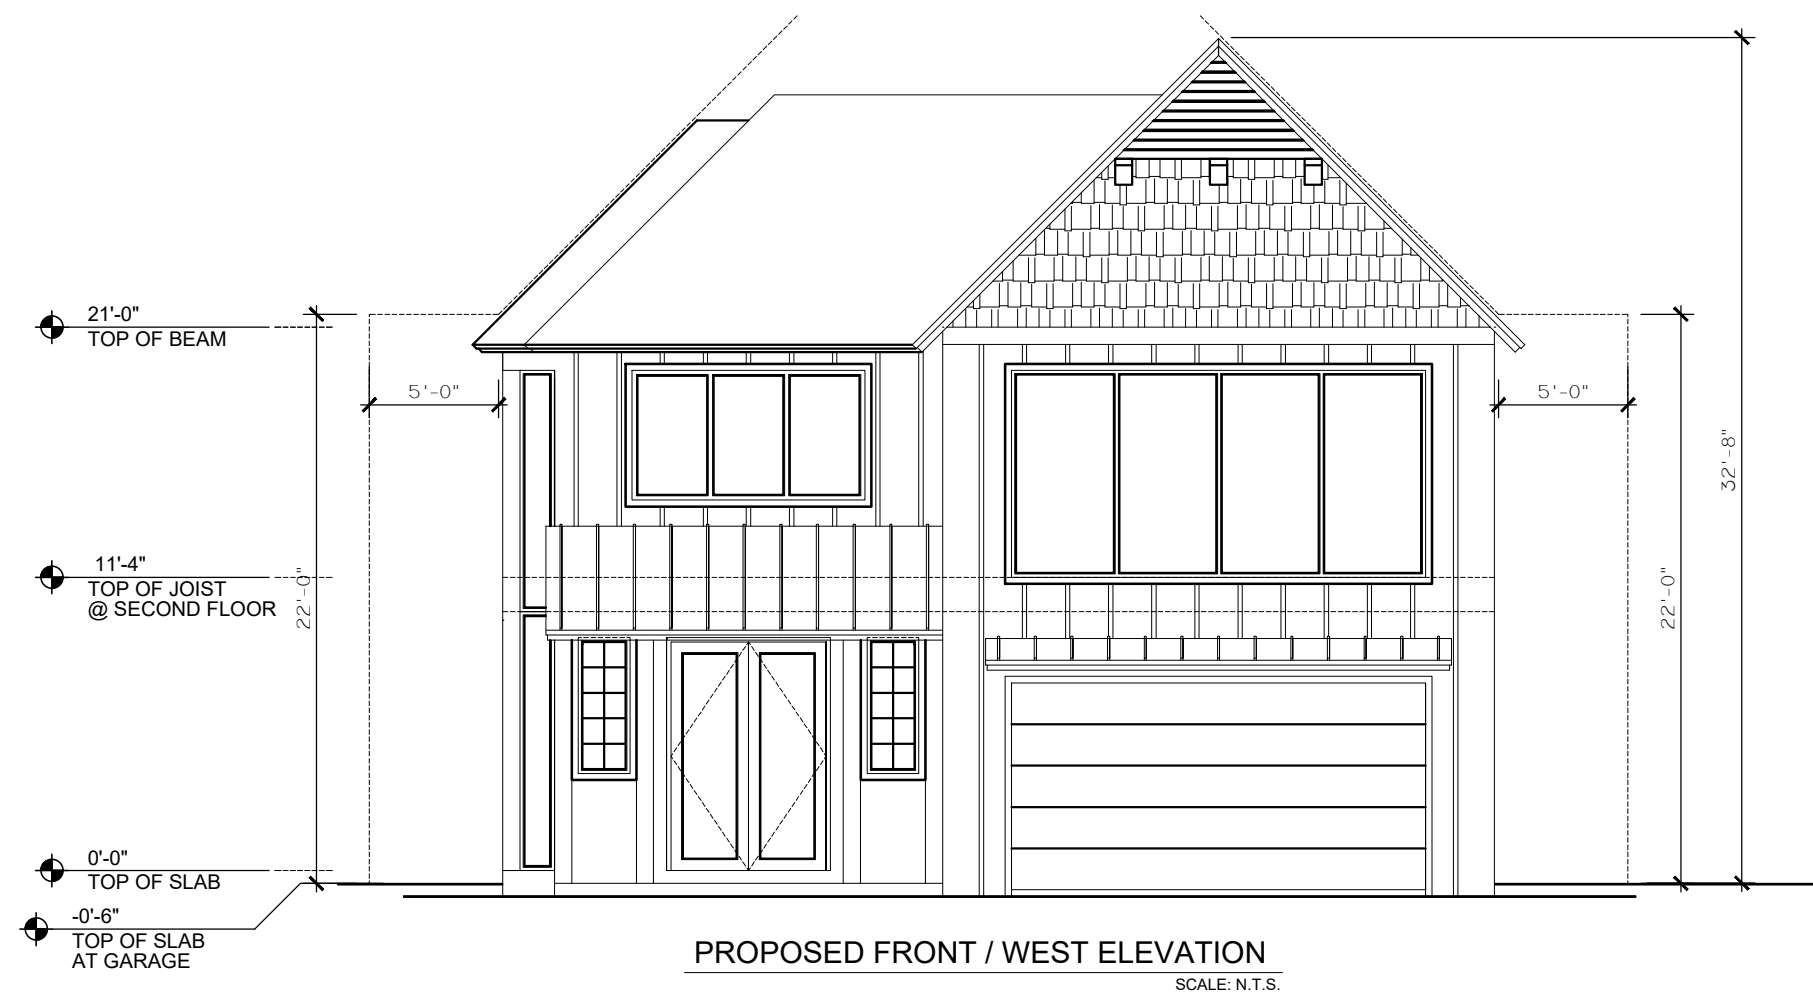 21'-0"
TOP OF BEAM
5'-0"
5'-0"
32'-8"
11'-4"
TOP OF JOIST
@ SECOND FLOOR
22'-0"
22'-0"
0'-0"
TOP OF SLAB
-0'-6"
TOP OF SLAB
AT GARAGE
PROPOSED FRONT / WEST ELEVATION
SCALE: N.T.S.